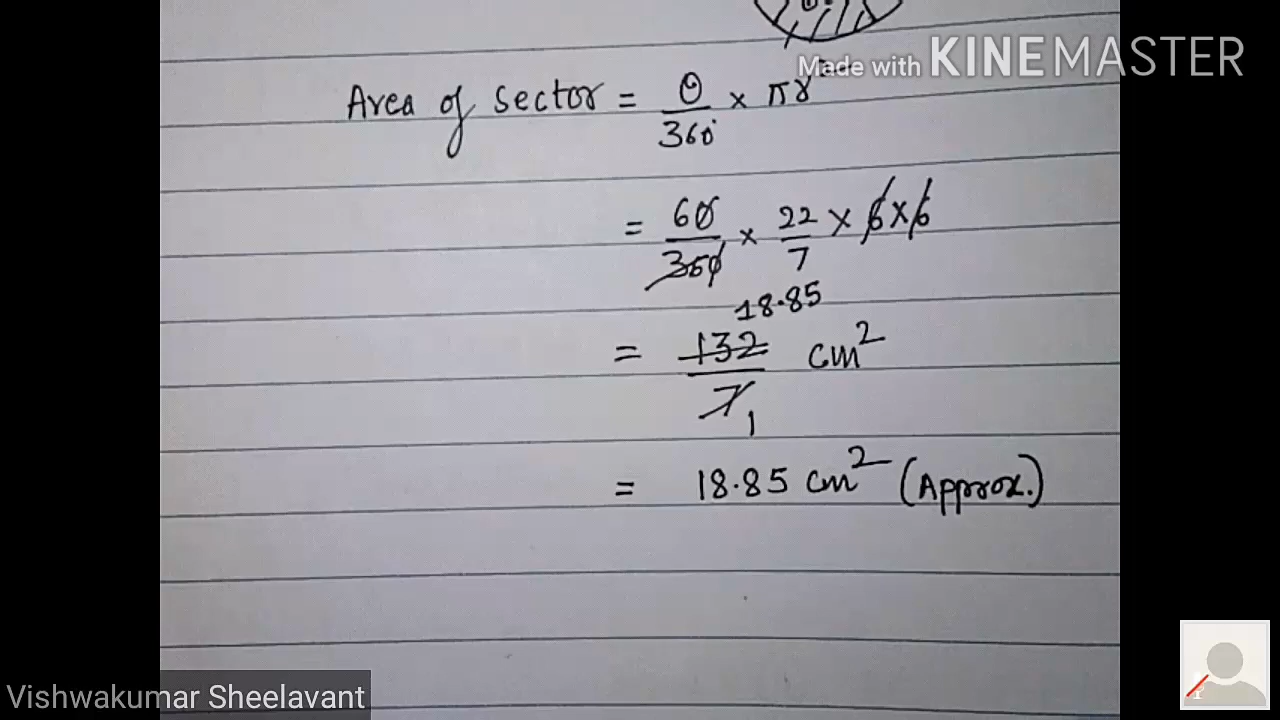 Made with KINEMASTER
Area of sector = θ/360° × πr²
= 60/360 × 22/7 × 6 × 6
18.85
= 132/7 1 cm²
= 18.85 cm² (Approx.)
Vishwakumar Sheelavant